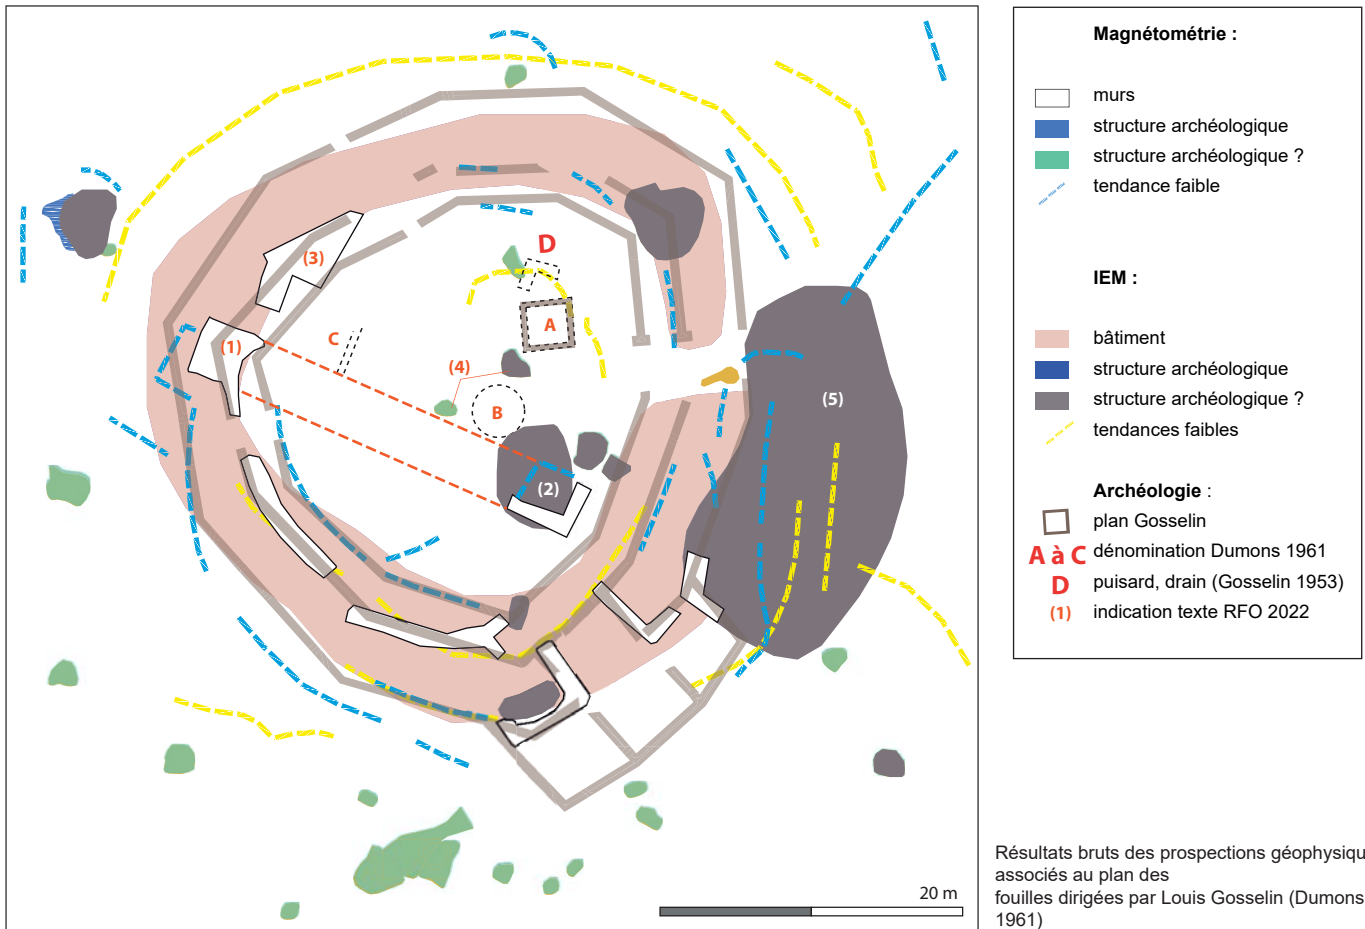 D
(3)
A
(1)
C
(4)
(5)
B
(2)
20 m
Magnétométrie :
murs
structure archéologique
structure archéologique ?
tendance faible
IEM :
bâtiment
structure archéologique
structure archéologique ?
tendances faibles
Archéologie :
plan Gosselin
A à C dénomination Dumons 1961
D puisard, drain (Gosselin 1953)
(1) indication texte RFO 2022
Résultats bruts des prospections géophysiqu
associés au plan des
fouilles dirigées par Louis Gosselin (Dumons
1961)